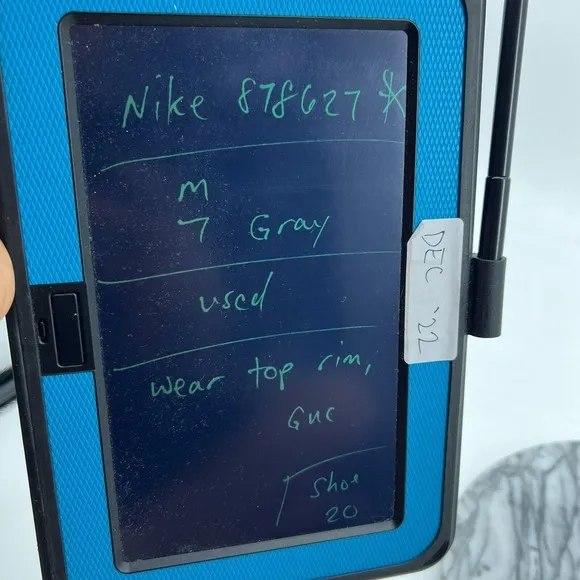 Nike 878627
M
7 Gray
used
wear top rim,
Guc
Shoe
20
DEC '22